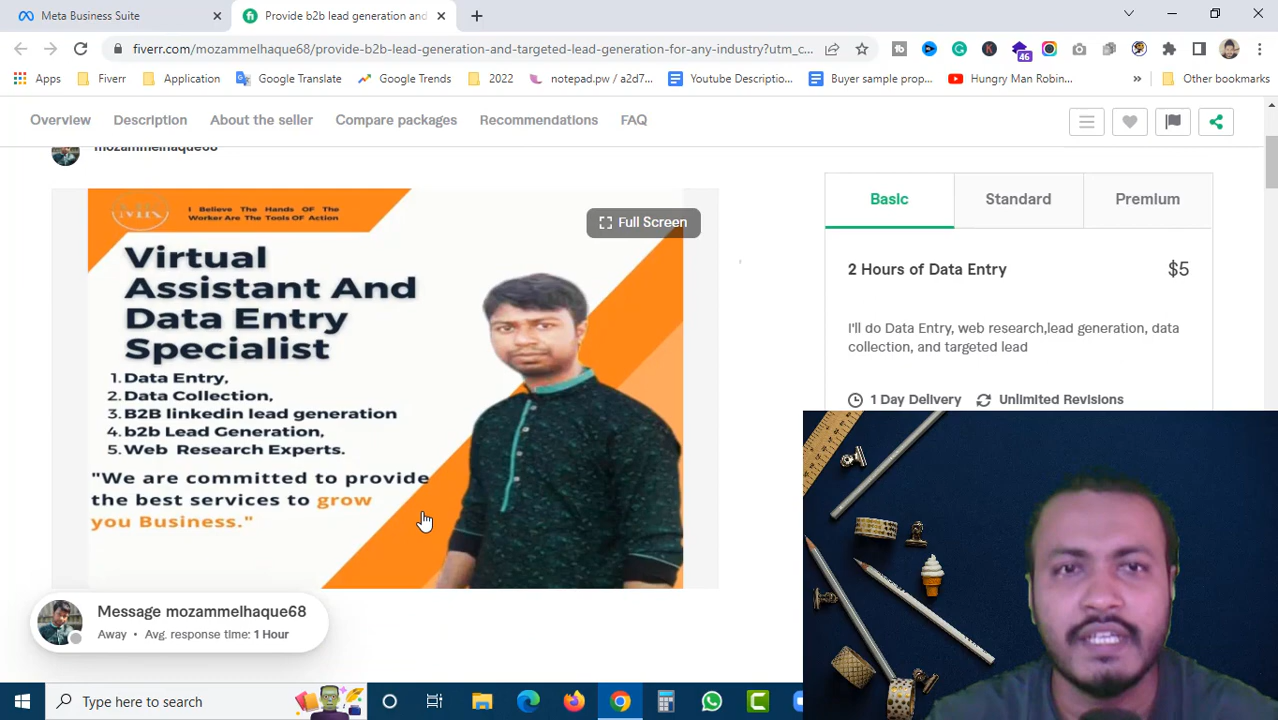 Meta Business Suite
Provide b2b lead generation and
fiverr.com/mozammelhaque68/provide-b2b-lead-generation-and-targeted-lead-generation-for-any-industry?utm_c...
46
Apps
Fiverr
Application
Google Translate
Google Trends
2022
notepad.pw / a2d7...
Youtube Descriptio...
Buyer sample prop...
Hungry Man Robin...
Other bookmarks
Overview
Description
About the seller
Compare packages
Recommendations
FAQ
mozammelhaque68
MK
I Believe The Hands OF The
Worker Are The Tools OF Action
Full Screen
Virtual
Assistant And
Data Entry
Specialist
1. Data Entry,
2. Data Collection,
3. B2B linkedin lead generation
4. b2b Lead Generation,
5. Web Research Experts.
"We are committed to provide
the best services to grow
you Business."
Basic
Standard
Premium
2 Hours of Data Entry
$5
I'll do Data Entry, web research,lead generation, data
collection, and targeted lead
1 Day Delivery
Unlimited Revisions
Message mozammelhaque68
Away • Avg. response time: 1 Hour
Type here to search